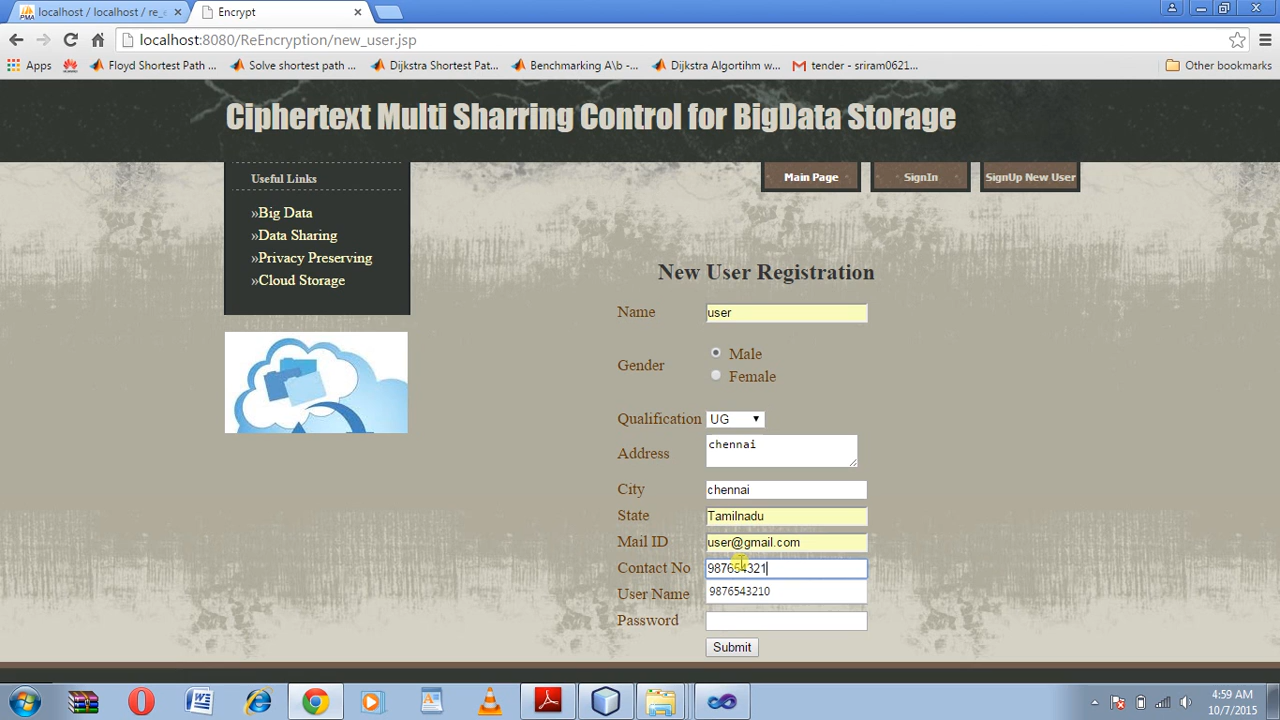 localhost / localhost / re_e
Encrypt
localhost:8080/ReEncryption/new_user.jsp
Apps
Floyd Shortest Path ...
Solve shortest path ...
Dijkstra Shortest Pat...
Benchmarking A\b -...
Dijkstra Algortihm w...
tender - sriram0621...
Other bookmarks
Ciphertext Multi Sharring Control for BigData Storage
Useful Links
Main Page
SignIn
SignUp New User
»Big Data
»Data Sharing
»Privacy Preserving
»Cloud Storage
New User Registration
Name user
Gender
Male
Female
Qualification UG
Address chennai
City chennai
State Tamilnadu
Mail ID user@gmail.com
Contact No 987654321
User Name 9876543210
Password
Submit
4:59 AM
10/7/2015